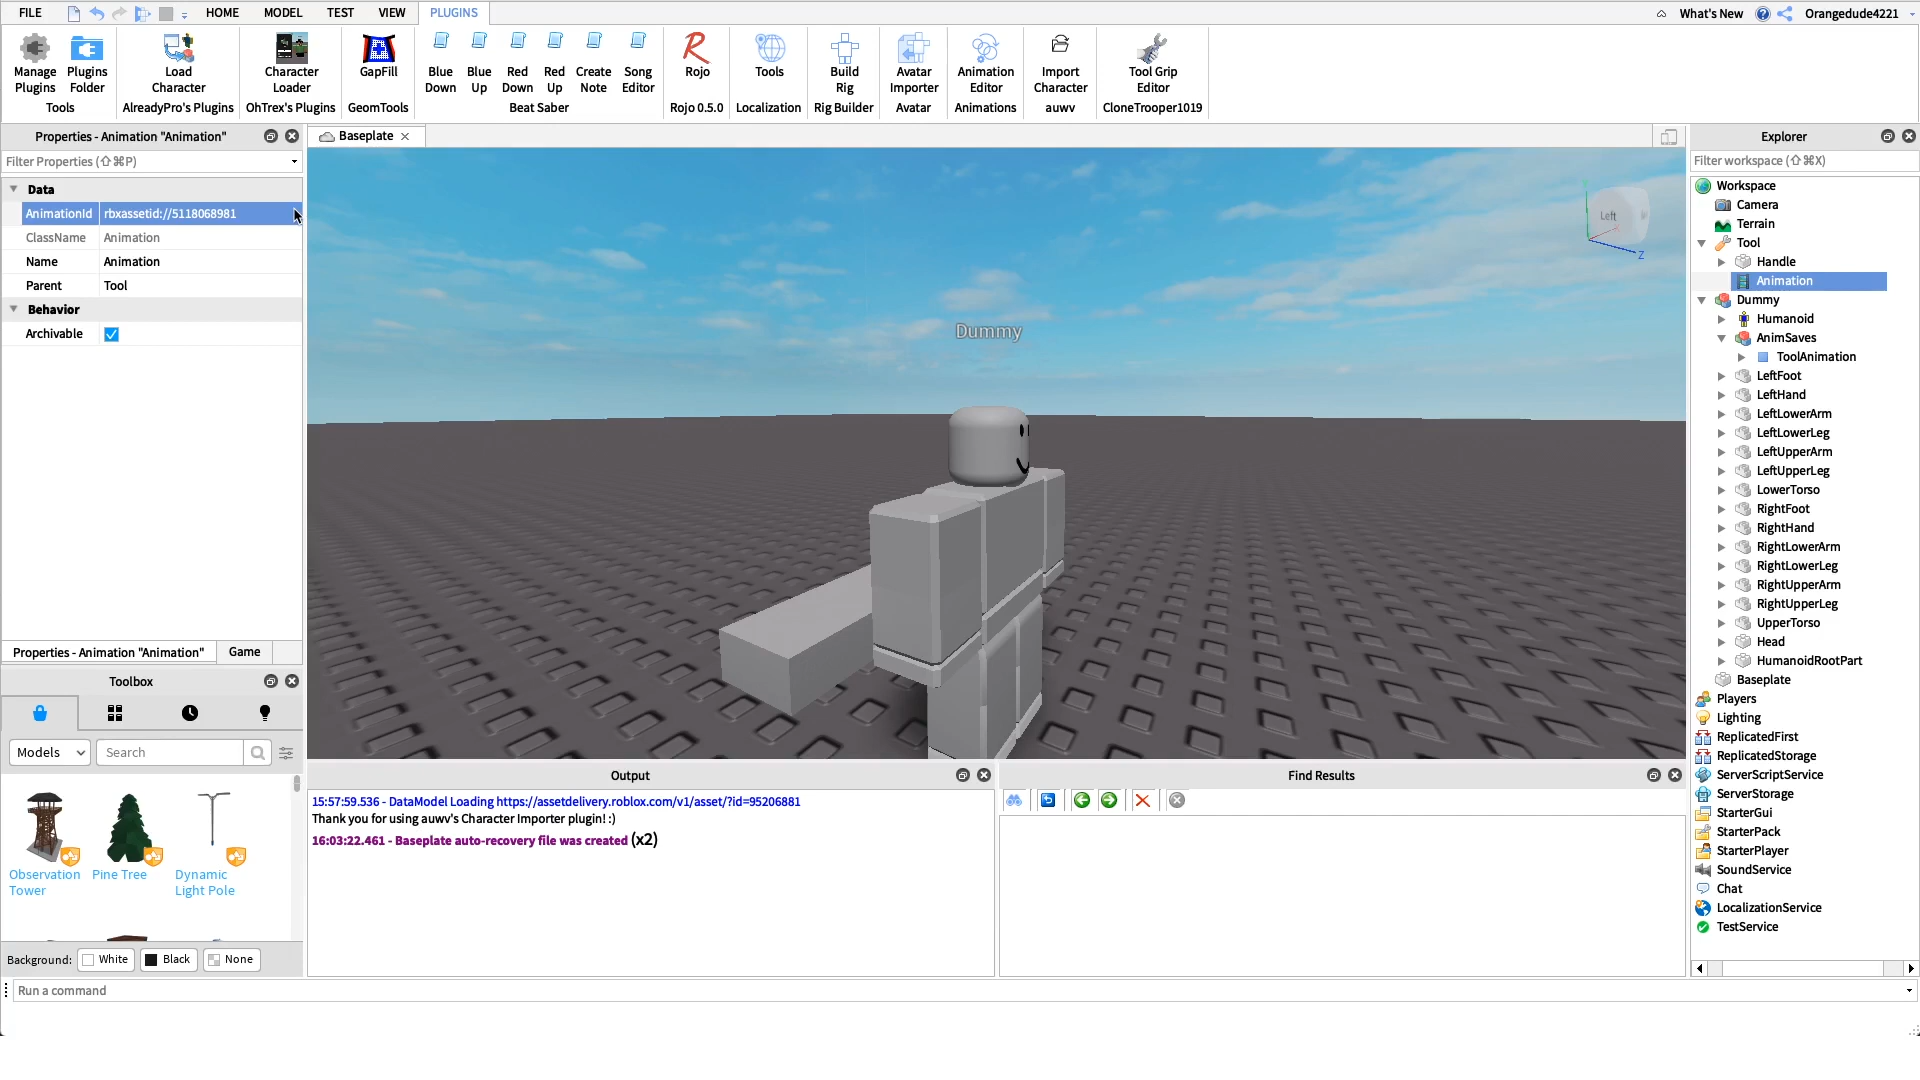 FILE HOME MODEL TEST VIEW PLUGINS What's New Orangedude4221
Manage Plugins
Plugins Folder
Tools
Load Character
AlreadyPro's Plugins
Character Loader
OhTrex's Plugins
GapFill
GeomTools
Blue Down
Blue Up
Red Down
Red Up
Create Note
Song Editor
Beat Saber
Rojo
Rojo 0.5.0
Tools
Localization
Build Rig
Rig Builder
Avatar Importer
Avatar
Animation Editor
Animations
Import Character
auwv
Tool Grip Editor
CloneTrooper1019
Properties - Animation "Animation"
Filter Properties (⇧⌘P)
Data
AnimationId rbxassetid://5118068981
ClassName Animation
Name Animation
Parent Tool
Behavior
Archivable
Properties - Animation "Animation" Game
Toolbox
Models Search
Observation Tower
Pine Tree
Dynamic Light Pole
Background: White Black None
Baseplate
Left
Z
Dummy
Output
15:57:59.536 - DataModel Loading https://assetdelivery.roblox.com/v1/asset/?id=95206881
Thank you for using auwv's Character Importer plugin! :)
16:03:22.461 - Baseplate auto-recovery file was created (x2)
Find Results
Explorer
Filter workspace (⇧⌘X)
Workspace
Camera
Terrain
Tool
Handle
Animation
Dummy
Humanoid
AnimSaves
ToolAnimation
LeftFoot
LeftHand
LeftLowerArm
LeftLowerLeg
LeftUpperArm
LeftUpperLeg
LowerTorso
RightFoot
RightHand
RightLowerArm
RightLowerLeg
RightUpperArm
RightUpperLeg
UpperTorso
Head
HumanoidRootPart
Baseplate
Players
Lighting
ReplicatedFirst
ReplicatedStorage
ServerScriptService
ServerStorage
StarterGui
StarterPack
StarterPlayer
SoundService
Chat
LocalizationService
TestService
Run a command